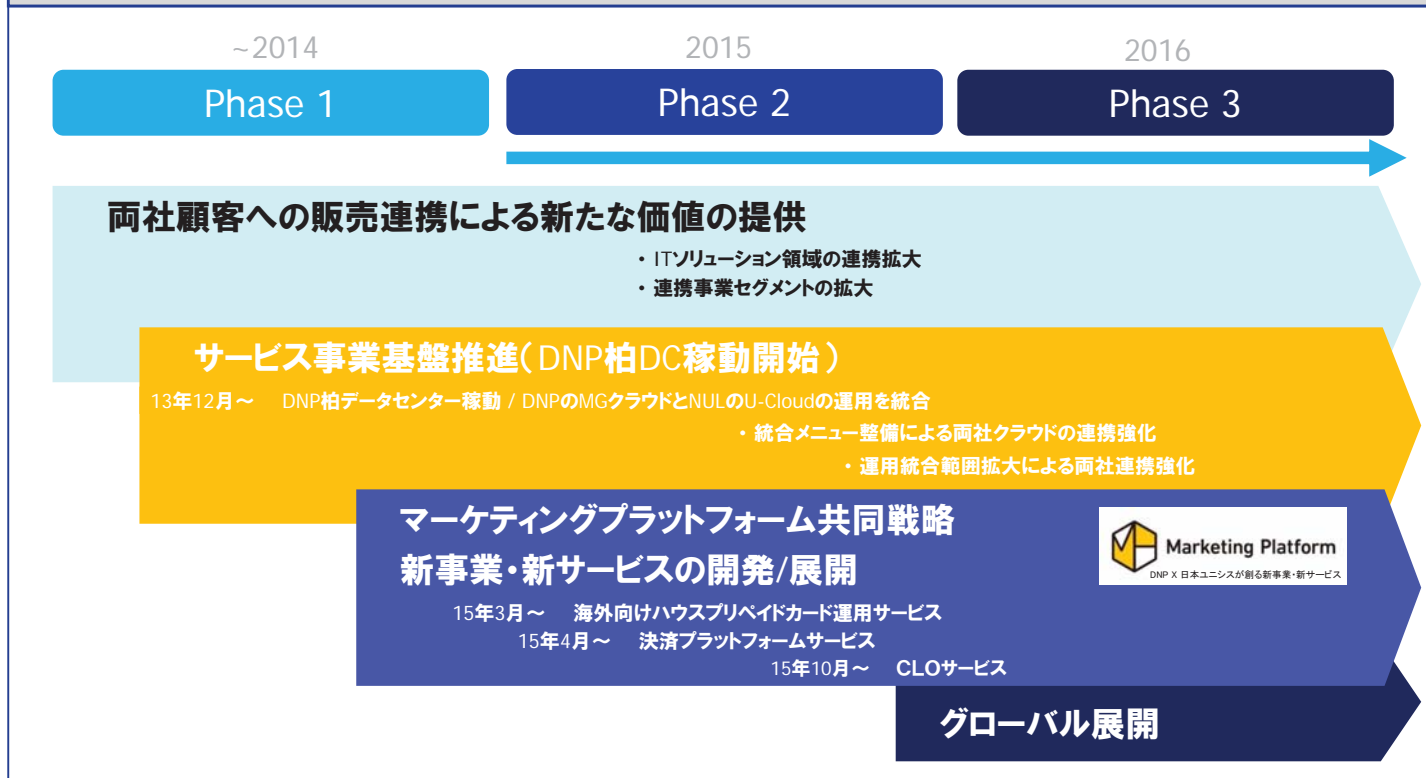 ~2014
2015
2016
Phase 1
Phase 2
Phase 3
両社顧客への販売連携による新たな価値の提供
・ITソリューション領域の連携拡大
・連携事業セグメントの拡大
サービス事業基盤推進(DNP柏DC稼動開始)
13年12月～ DNP柏データセンター稼動 / DNPのMGクラウドとNULのU-Cloudの運用を統合
・統合メニュー整備による両社クラウドの連携強化
・運用統合範囲拡大による両社連携強化
マーケティングプラットフォーム共同戦略
新事業・新サービスの開発/展開
Marketing Platform
DNP X 日本ユニシスが創る新事業・新サービス
15年3月～ 海外向けハウスプリペイドカード運用サービス
15年4月～ 決済プラットフォームサービス
15年10月～ CLOサービス
グローバル展開